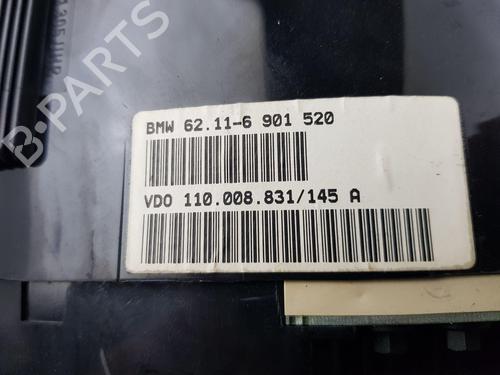 BMW 62.11-6 901 520
VDO 110.008.831/145 A
B-PARTS